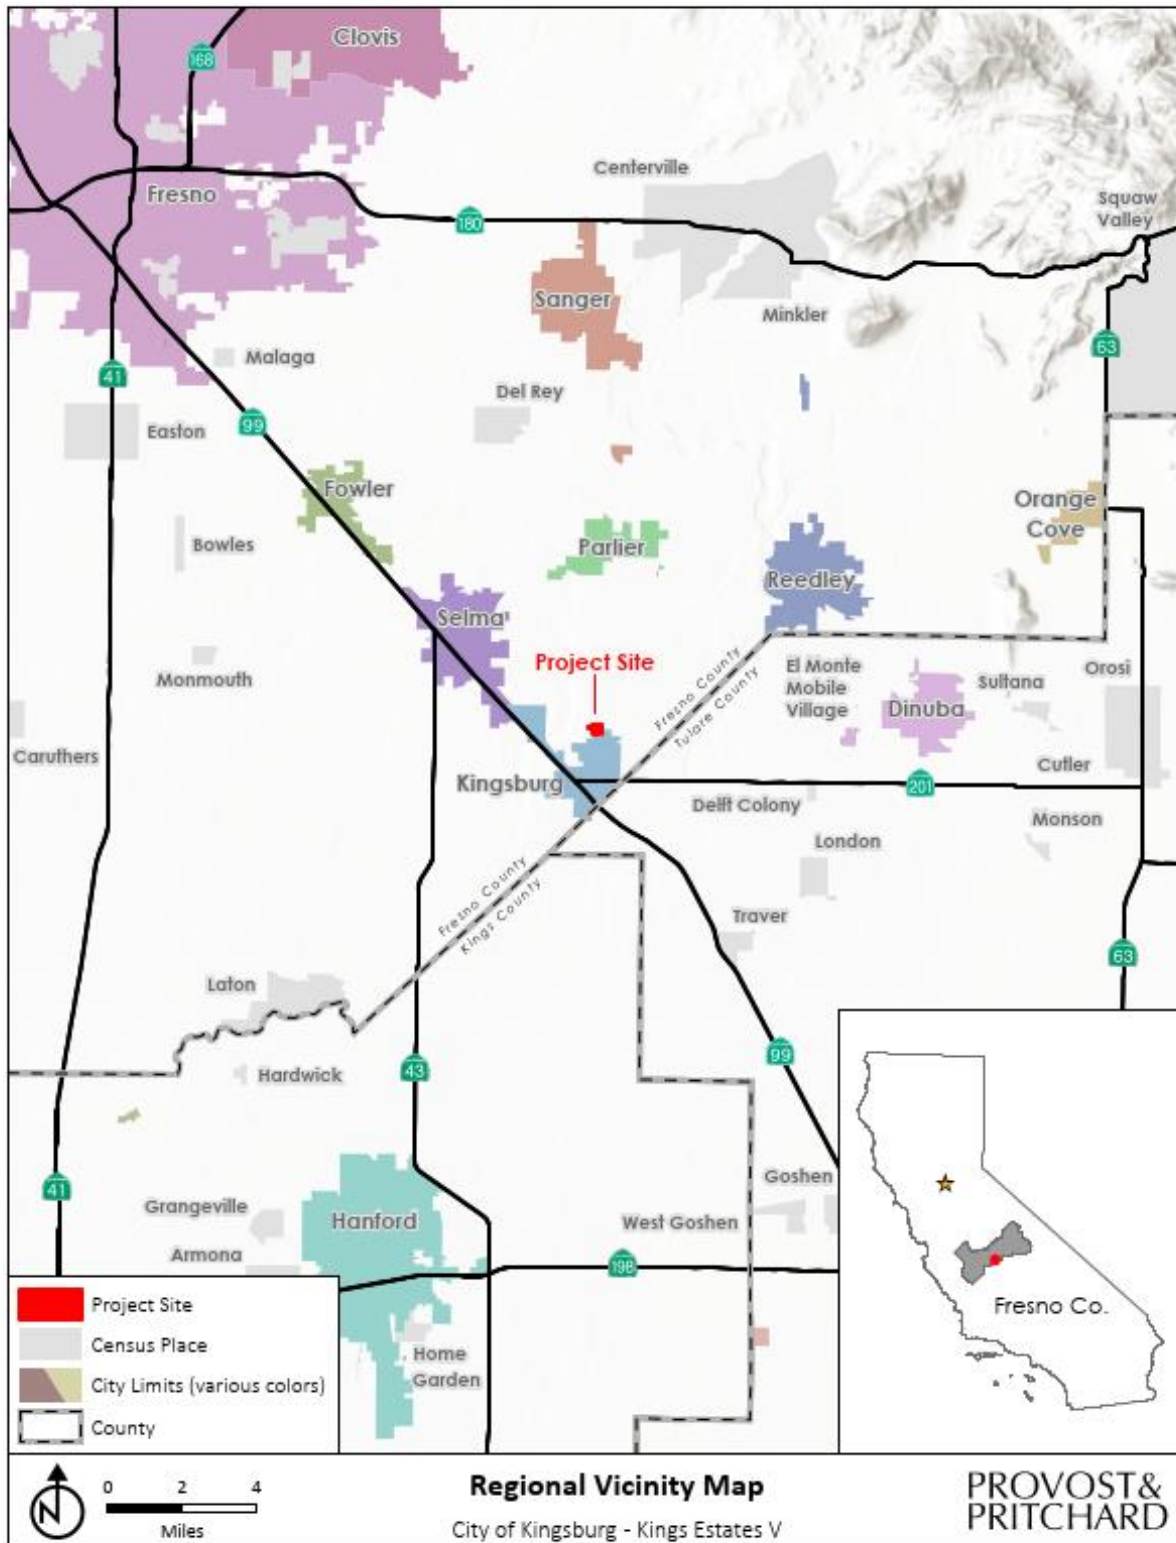 Clovis
168
Fresno
Centerville
180
Squaw
Valley
Sanger
Minkler
63
Malaga
41
Del Rey
99
Easton
Fowler
Orange
Cove
Bowles
Parlier
Reedley
Selma
Project Site
Fresno County
Tulare County
El Monte
Mobile
Village
Sultana
Orosi
Monmouth
Dinuba
Caruthers
Kingsburg
Cutler
201
Delft Colony
Monson
London
Fresno County
Kings County
Traver
63
Laton
99
Hardwick
43
41
Goshen
Grangeville
Hanford
West Goshen
Armona
198
Fresno Co.
Home
Garden
Project Site
Census Place
City Limits (various colors)
County
N
0 2 4
Miles
Regional Vicinity Map
City of Kingsburg - Kings Estates V
PROVOST&
PRITCHARD